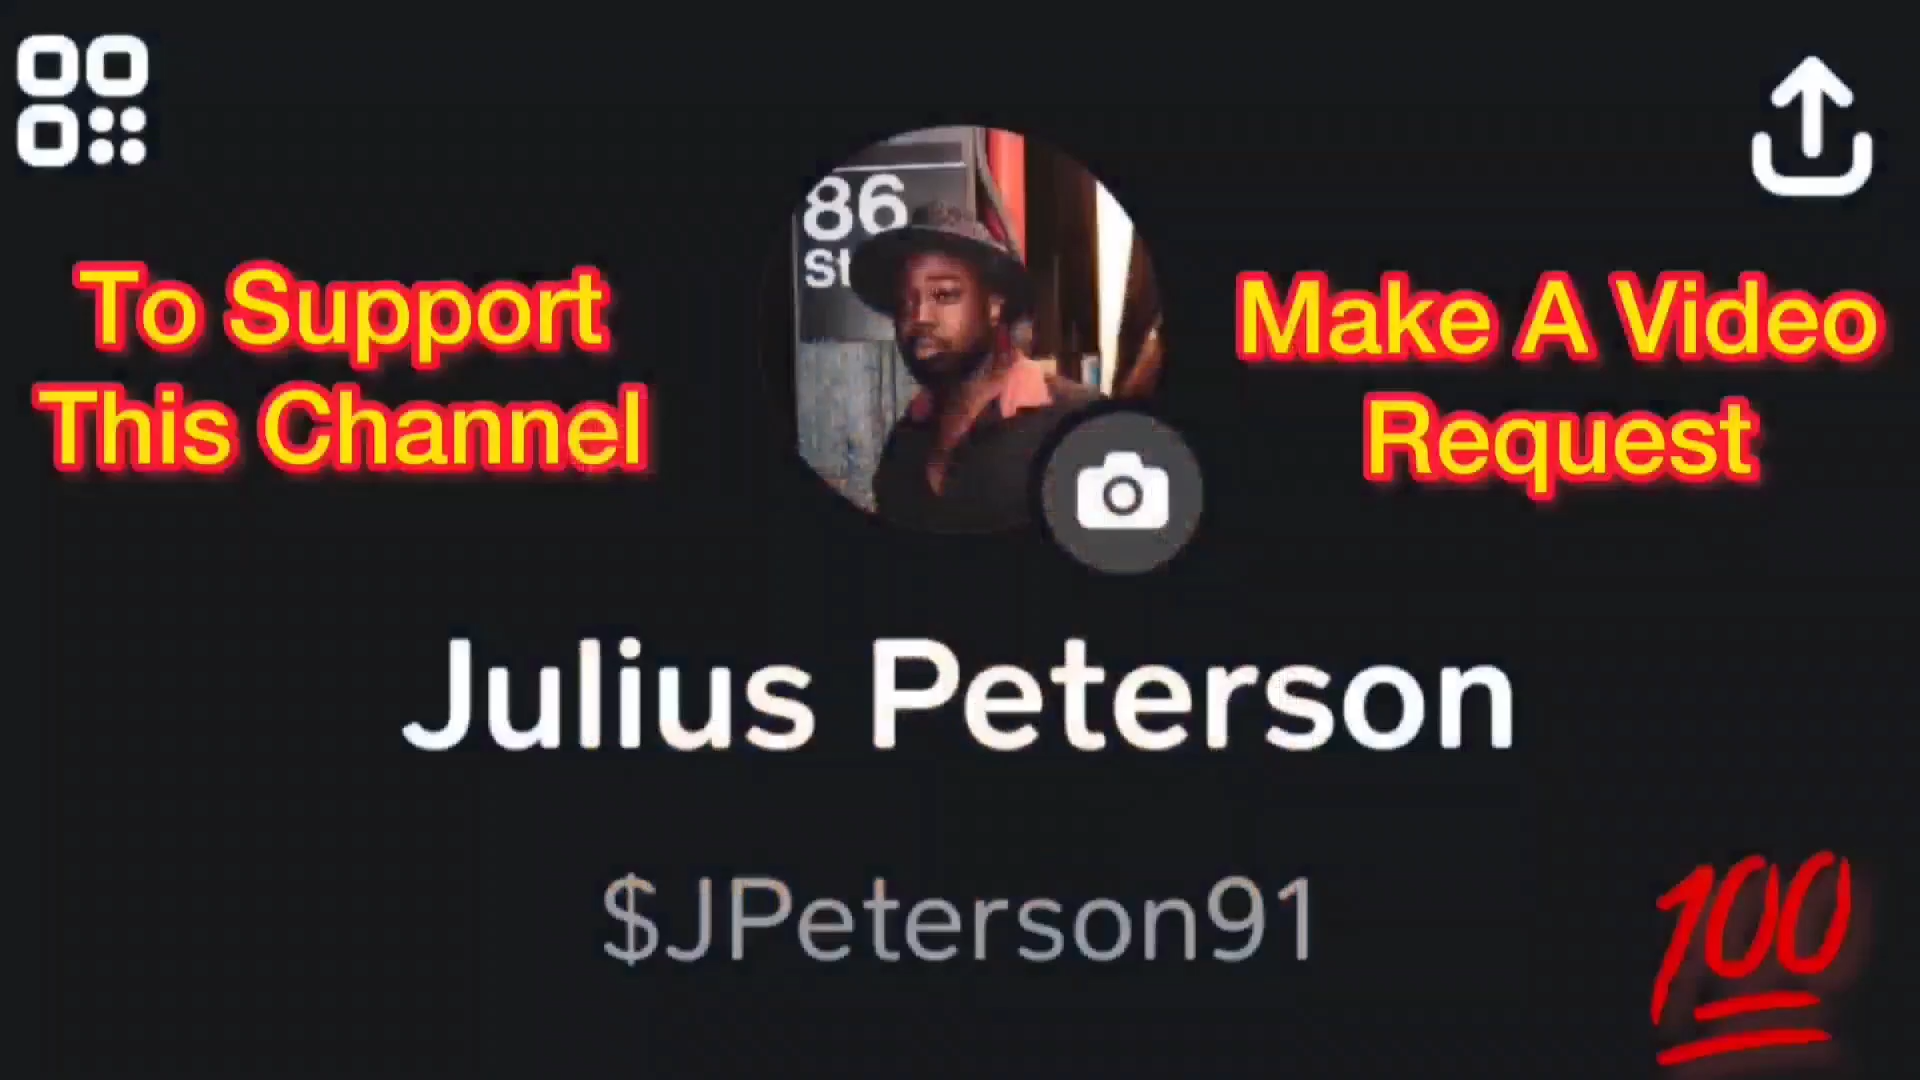 86
St
To Support
This Channel
Make A Video
Request
Julius Peterson
$JPeterson91
100